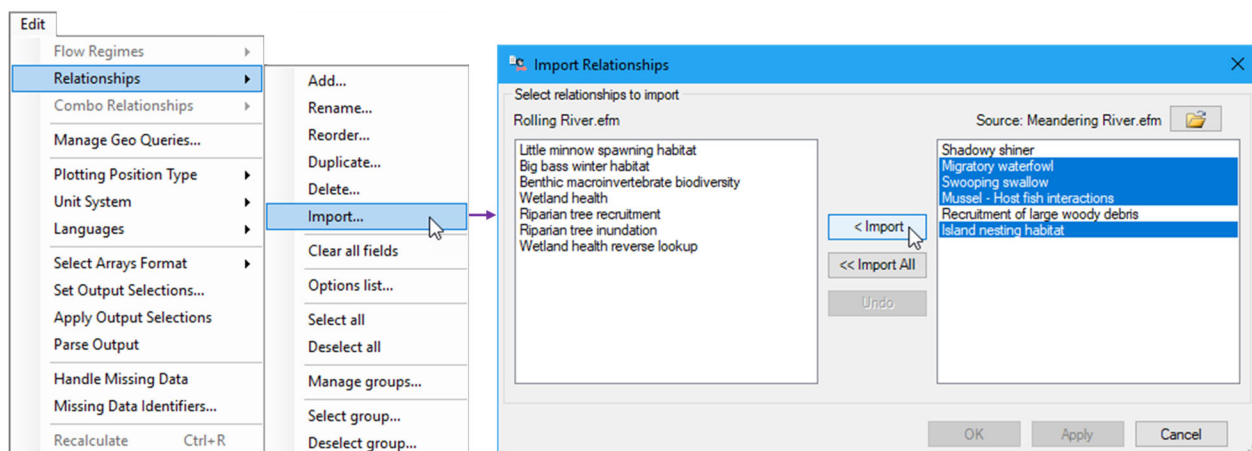 Edit
Flow Regimes
Relationships
Combo Relationships
Manage Geo Queries...
Plotting Position Type
Unit System
Languages
Select Arrays Format
Set Output Selections...
Apply Output Selections
Parse Output
Handle Missing Data
Missing Data Identifiers...
Recalculate Ctrl+R
Add...
Rename...
Reorder...
Duplicate...
Delete...
Import...
Clear all fields
Options list...
Select all
Deselect all
Manage groups...
Select group...
Deselect group...
Import Relationships
Select relationships to import
Rolling River.efm
Little minnow spawning habitat
Big bass winter habitat
Benthic macroinvertebrate biodiversity
Wetland health
Riparian tree recruitment
Riparian tree inundation
Wetland health reverse lookup
< Import
<< Import All
Undo
Source: Meandering River.efm
Shadowy shiner
Migratory waterfowl
Swooping swallow
Mussel - Host fish interactions
Recruitment of large woody debris
Island nesting habitat
OK
Apply
Cancel